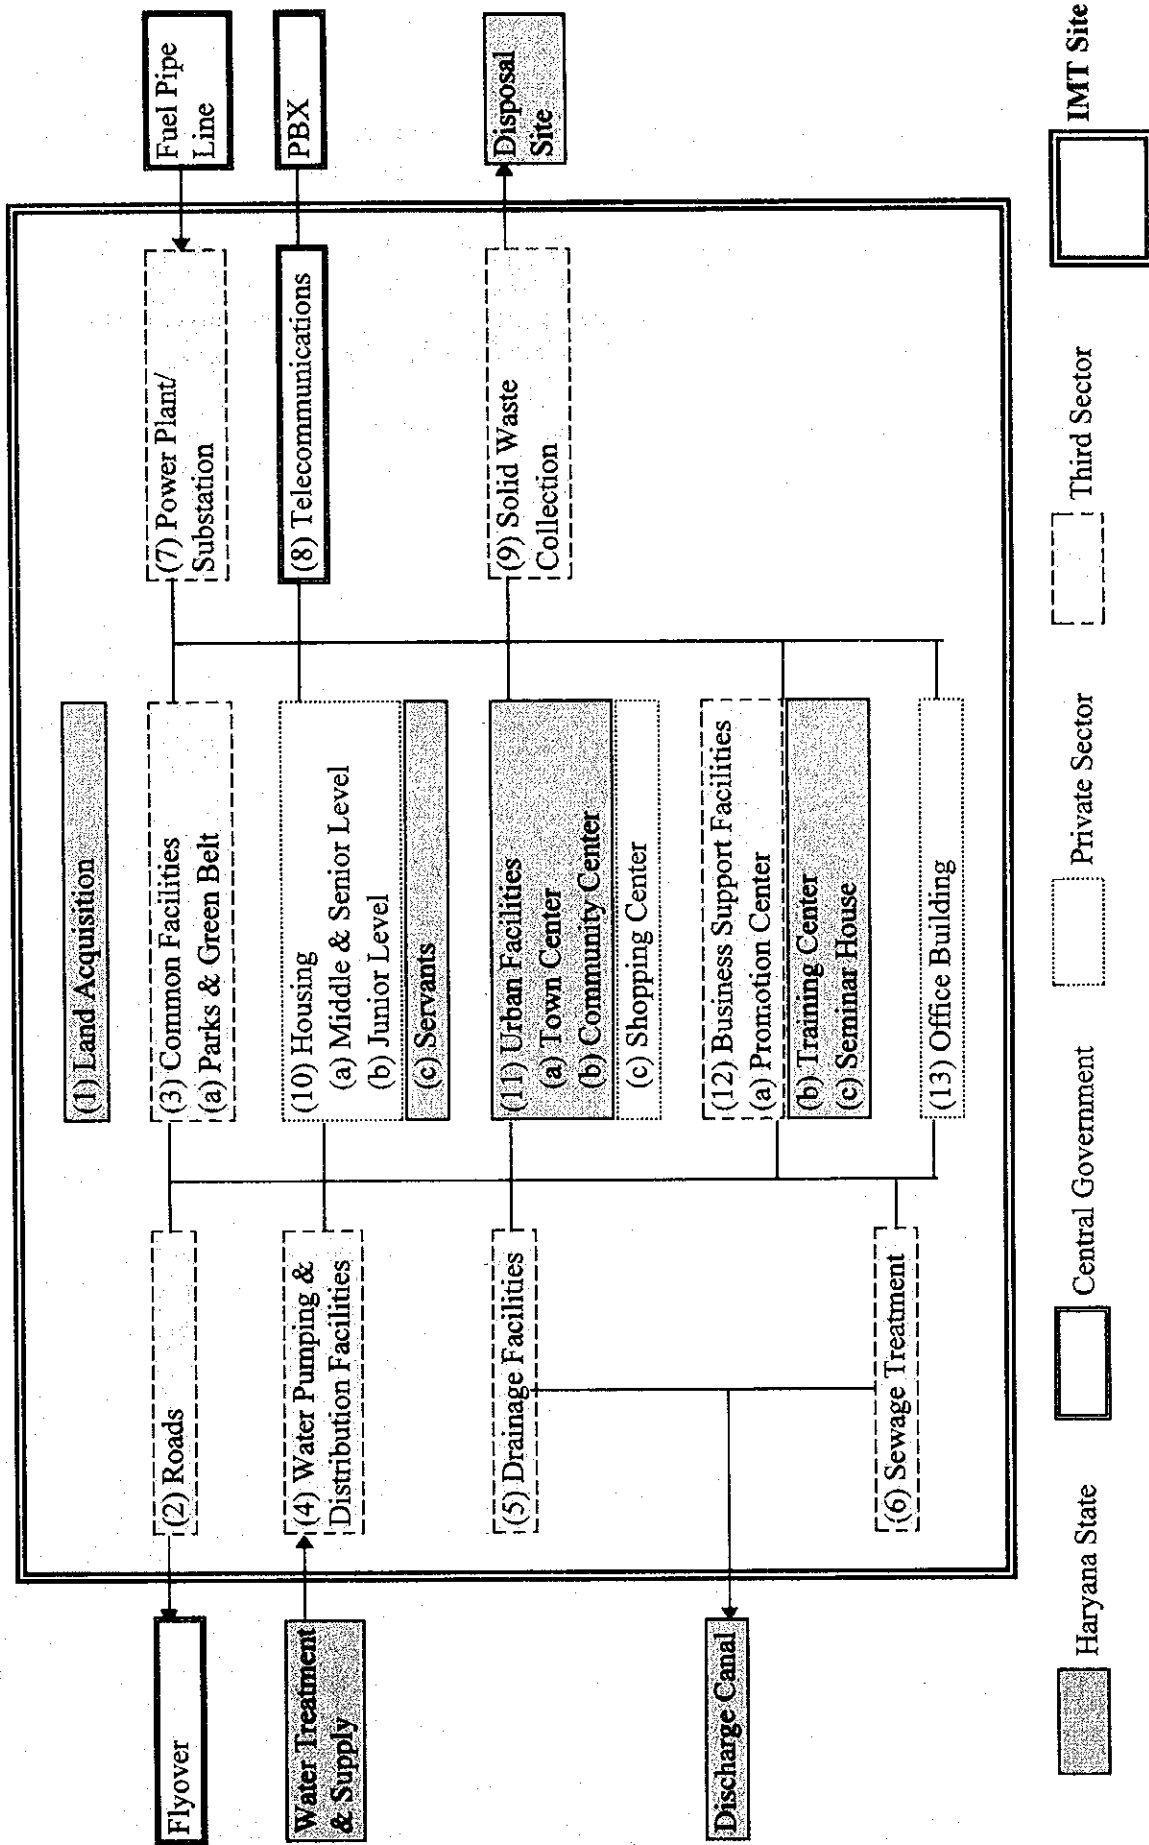 Flyover
Water Treatment
& Supply
Discharge Canal
(2) Roads
(4) Water Pumping &
Distribution Facilities
(5) Drainage Facilities
(6) Sewage Treatment
(1) Land Acquisition
(3) Common Facilities
(a) Parks & Green Belt
(10) Housing
(a) Middle & Senior Level
(b) Junior Level
(c) Servants
(11) Urban Facilities
(a) Town Center
(b) Community Center
(c) Shopping Center
(12) Business Support Facilities
(a) Promotion Center
(b) Training Center
(c) Seminar House
(13) Office Building
(7) Power Plant/
Substation
(8) Telecommunications
(9) Solid Waste
Collection
Fuel Pipe
Line
PBX
Disposal
Site
Haryana State
Central Government
Private Sector
Third Sector
IMT Site